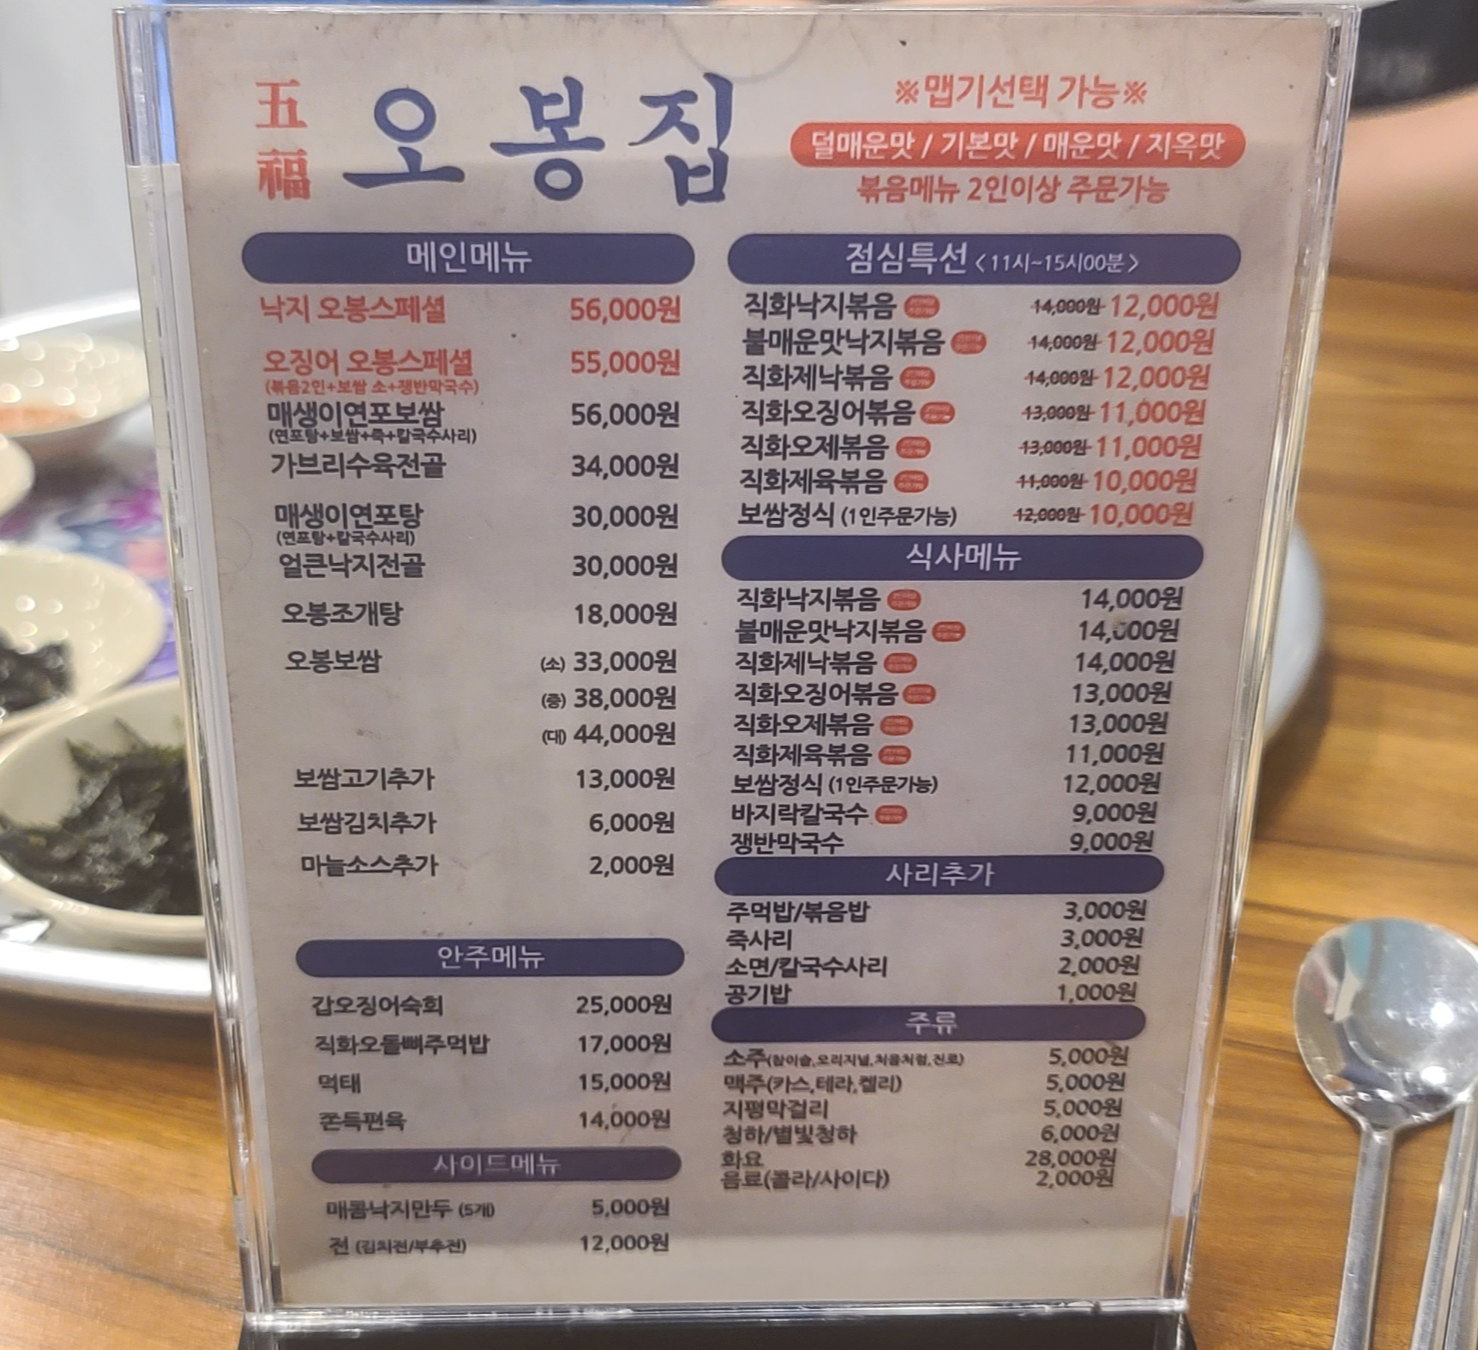 五福
오봉집
※맵기선택 가능※
덜매운맛 / 기본맛 / 매운맛 / 지옥맛
볶음메뉴 2인이상 주문가능
메인메뉴
낙지 오봉스페셜 56,000원
오징어 오봉스페셜 55,000원
(볶음2인+보쌈 소+쟁반막국수)
매생이연포보쌈 56,000원
(연포탕+보쌈+죽+칼국수사리)
가브리수육전골 34,000원
매생이연포탕 30,000원
(연포탕+칼국수사리)
얼큰낙지전골 30,000원
오봉조개탕 18,000원
오봉보쌈 (소) 33,000원
(중) 38,000원
(대) 44,000원
보쌈고기추가 13,000원
보쌈김치추가 6,000원
마늘소스추가 2,000원
안주메뉴
갑오징어숙회 25,000원
직화오돌뼈주먹밥 17,000원
먹태 15,000원
쫀득편육 14,000원
사이드메뉴
매콤낙지만두 (5개) 5,000원
전 (김치전/부추전) 12,000원
점심특선 <11시~15시00분>
직화낙지볶음 14,000원 12,000원
불매운맛낙지볶음 14,000원 12,000원
직화제낙볶음 14,000원 12,000원
직화오징어볶음 13,000원 11,000원
직화오제볶음 13,000원 11,000원
직화제육볶음 11,000원 10,000원
보쌈정식 (1인주문가능) 12,000원 10,000원
식사메뉴
직화낙지볶음 14,000원
불매운맛낙지볶음 14,000원
직화제낙볶음 14,000원
직화오징어볶음 13,000원
직화오제볶음 13,000원
직화제육볶음 11,000원
보쌈정식 (1인주문가능) 12,000원
바지락칼국수 9,000원
쟁반막국수 9,000원
사리추가
주먹밥/볶음밥 3,000원
죽사리 3,000원
소면/칼국수사리 2,000원
공기밥 1,000원
주류
소주(참이슬,오리지널,처음처럼,진로) 5,000원
맥주(카스,테라,켈리) 5,000원
지평막걸리 5,000원
청하/별빛청하 6,000원
화요 28,000원
음료(콜라/사이다) 2,000원